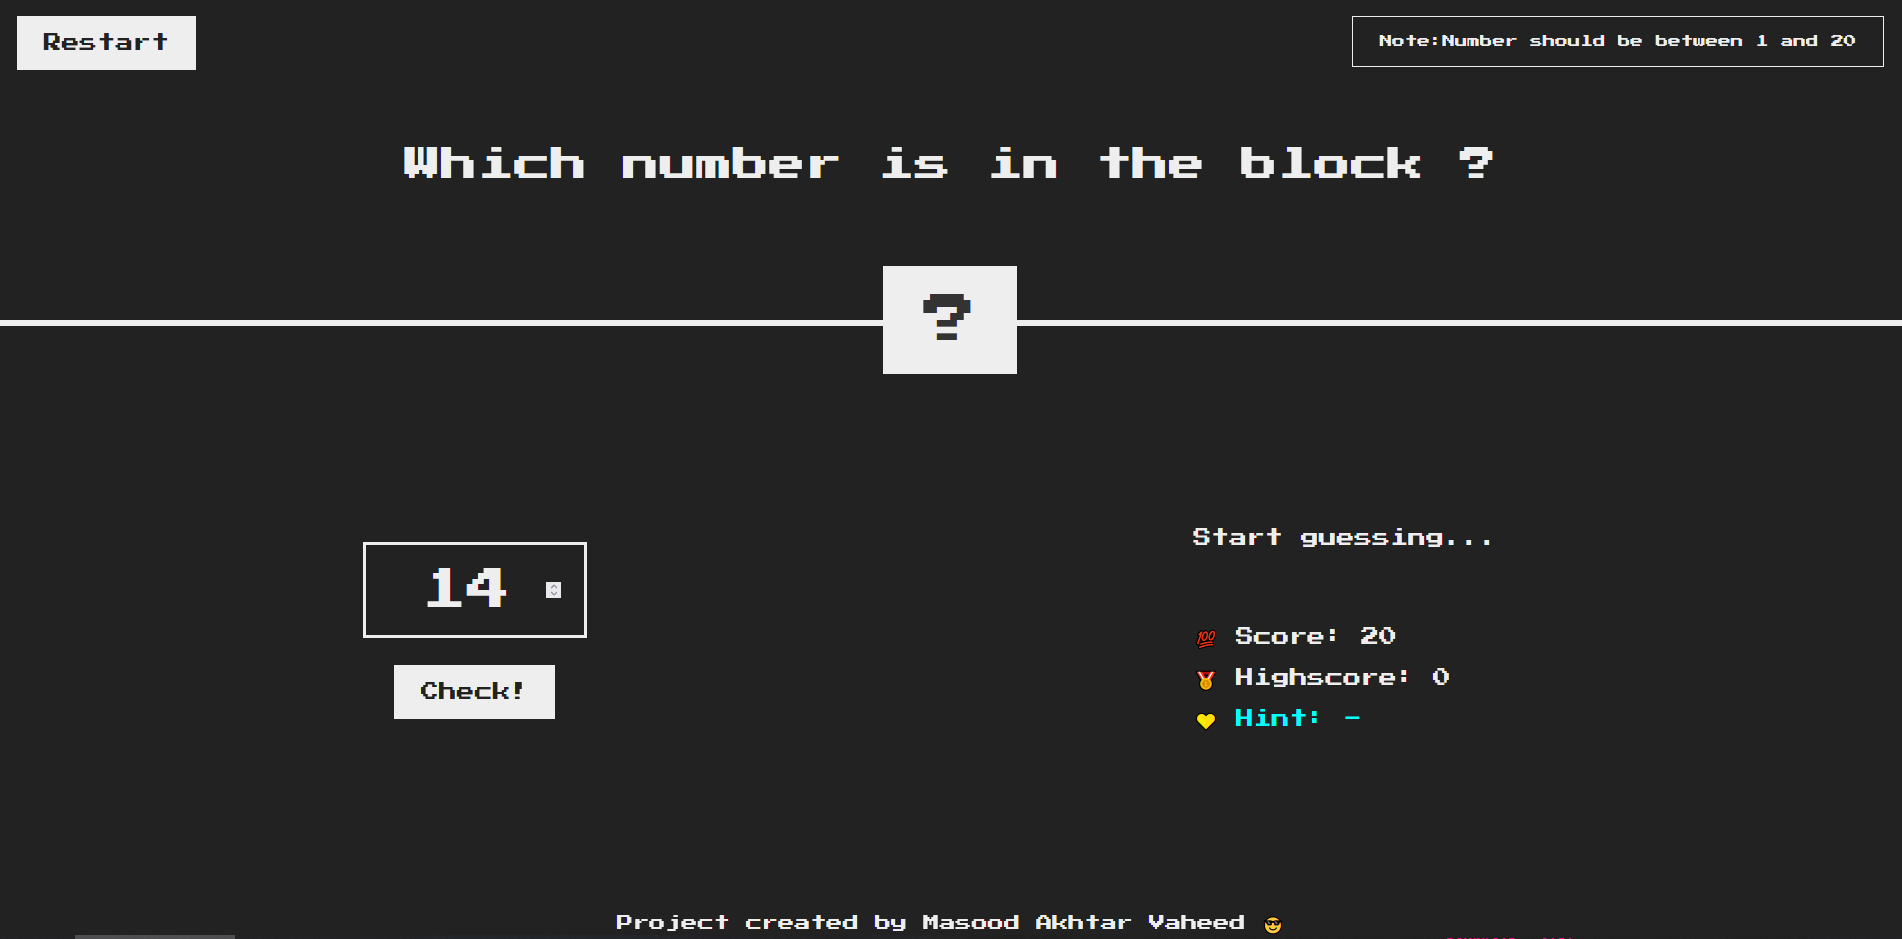 Restart
Note:Number should be between 1 and 20
Which number is in the block ?
?
14
Check!
Start guessing...
💯 Score: 20
🏅 Highscore: 0
💛 Hint: -
Project created by Masood Akhtar Vaheed 😎